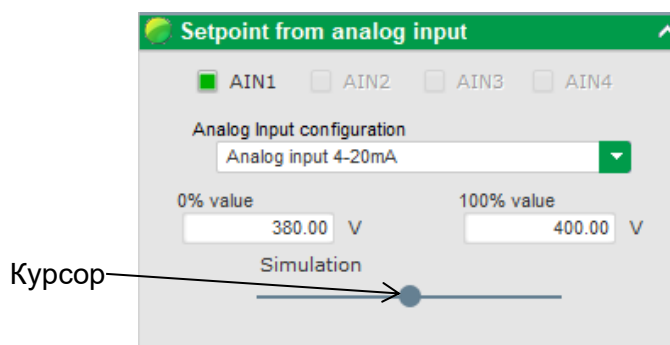 Setpoint from analog input
AIN1 AIN2 AIN3 AIN4
Analog Input configuration
Analog input 4-20mA
0% value 100% value
380.00 V 400.00 V
Simulation
Курсор